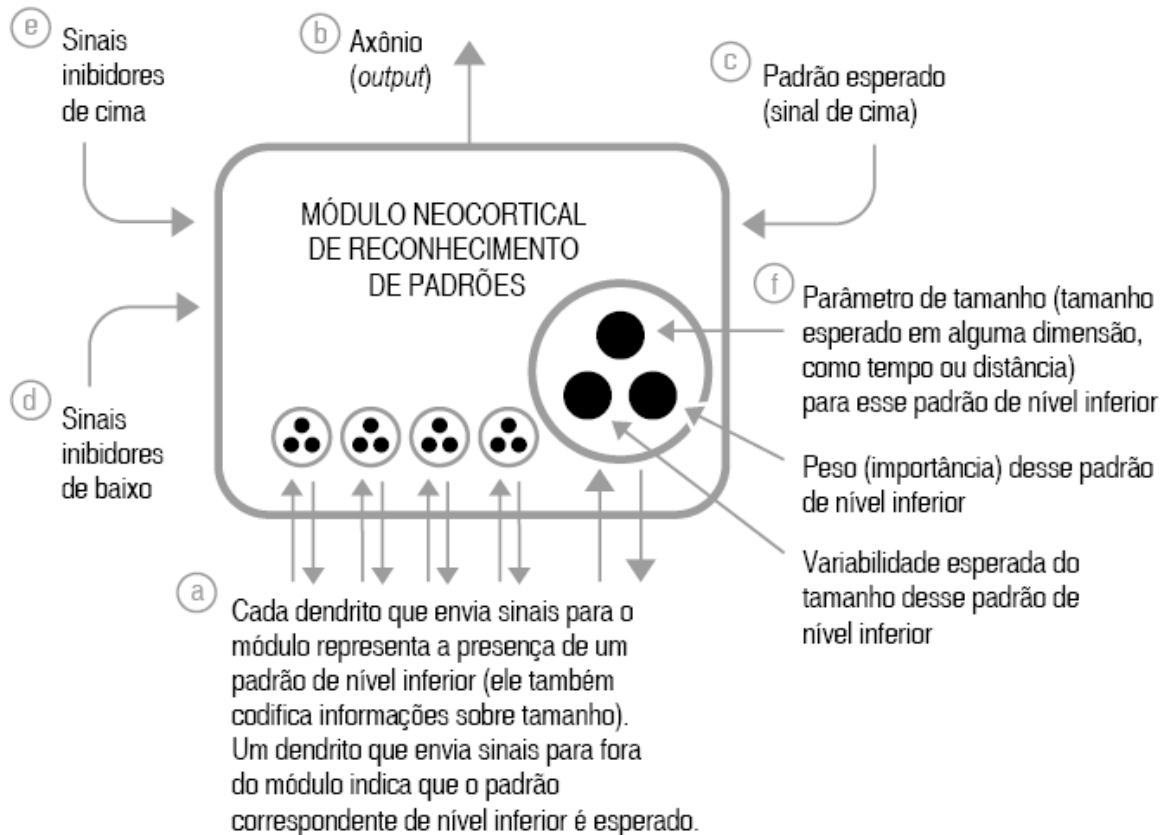 e
Sinais
inibidores
de cima
b
Axônio
(output)
c
Padrão esperado
(sinal de cima)
MÓDULO NEOCORTICAL
DE RECONHECIMENTO
DE PADRÕES
f
Parâmetro de tamanho (tamanho
esperado em alguma dimensão,
como tempo ou distância)
para esse padrão de nível inferior
d
Sinais
inibidores
de baixo
Peso (importância) desse padrão
de nível inferior
Variabilidade esperada do
tamanho desse padrão de
nível inferior
a
Cada dendrito que envia sinais para o
módulo representa a presença de um
padrão de nível inferior (ele também
codifica informações sobre tamanho).
Um dendrito que envia sinais para fora
do módulo indica que o padrão
correspondente de nível inferior é esperado.